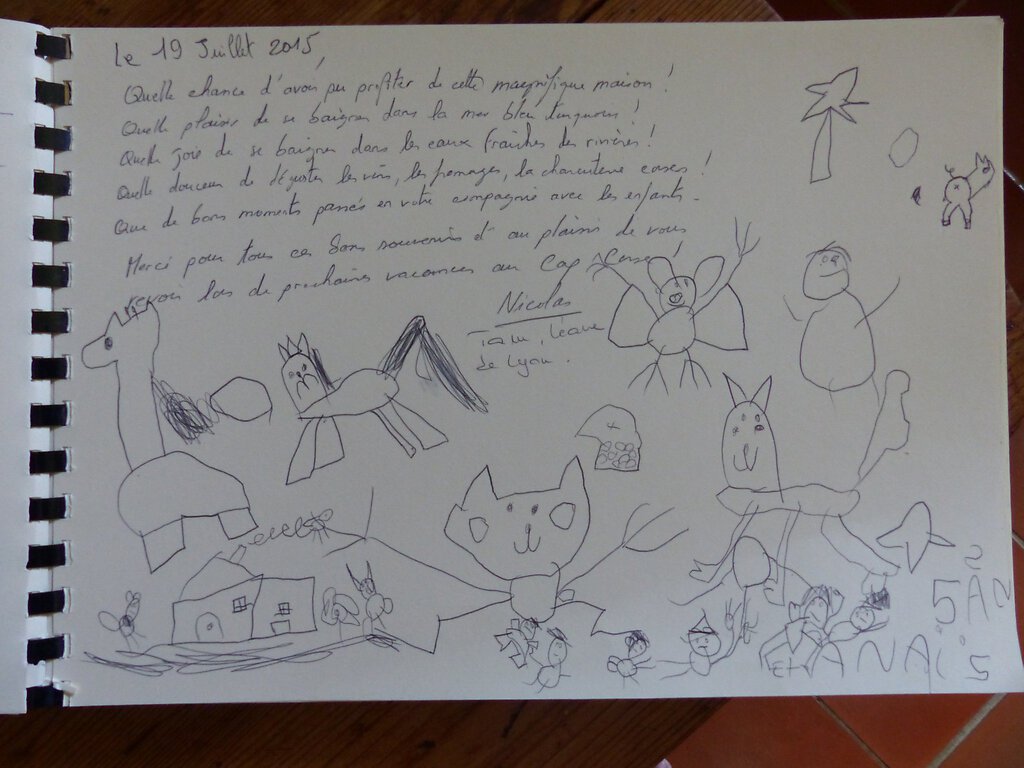 Le 19 Juillet 2015,
Quelle chance d'avoir pu profiter de cette magnifique maison !
Quelle plaisir de se baigner dans la mer bleu turquoise !
Quelle joie de se baigner dans les eaux fraîches des rivières !
Quelle douceur de déguster les vins, les fromages, la charcuterie corses !
Que de bons moments passés en votre compagnie avec les enfants.
Merci pour tous ces bons souvenirs et au plaisir de vous
revoir lors de prochaines vacances au Cap Corse !
Nicolas
de Lyon.
5 AN
5